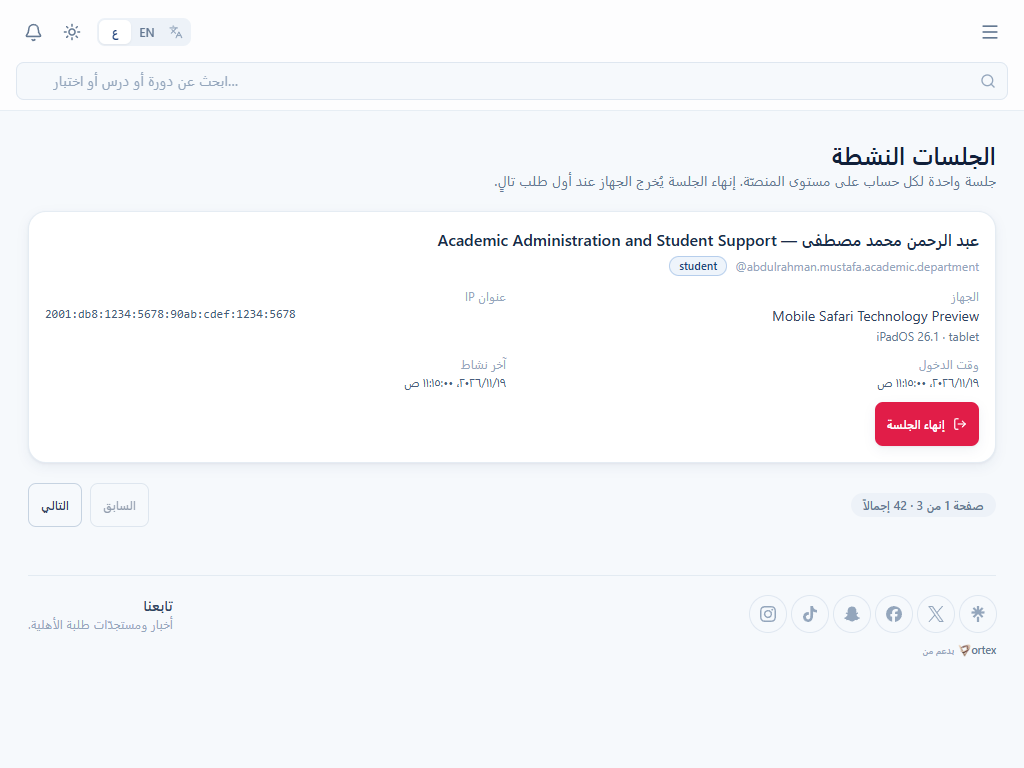 ع EN
ابحث عن دورة أو درس أو اختبار...
الجلسات النشطة
جلسة واحدة لكل حساب على مستوى المنصّة. إنهاء الجلسة يُخرج الجهاز عند أول طلب تالٍ.
عبد الرحمن محمد مصطفى — Academic Administration and Student Support
@abdulrahman.mustafa.academic.department student
الجهاز
Mobile Safari Technology Preview
iPadOS 26.1 · tablet
عنوان IP
2001:db8:1234:5678:90ab:cdef:1234:5678
وقت الدخول
١٩‏/١١‏/٢٠٢٦، ١١:١٥:٠٠ ص
آخر نشاط
١٩‏/١١‏/٢٠٢٦، ١١:١٥:٠٠ ص
إنهاء الجلسة
صفحة 1 من 3 · 42 إجمالاً
السابق
التالي
تابعنا
أخبار ومستجدّات طلبة الأهلية.
بدعم من ortex